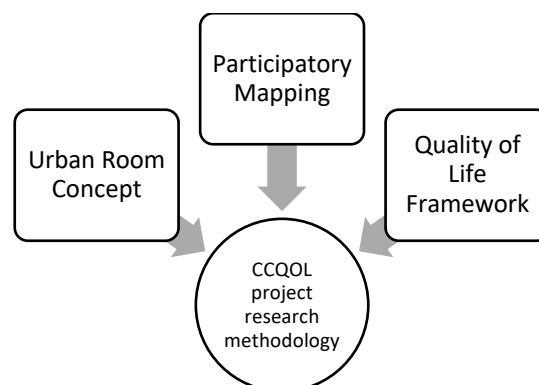 Participatory
Mapping
Urban Room
Concept
Quality of
Life
Framework
CCQOL
project
research
methodology